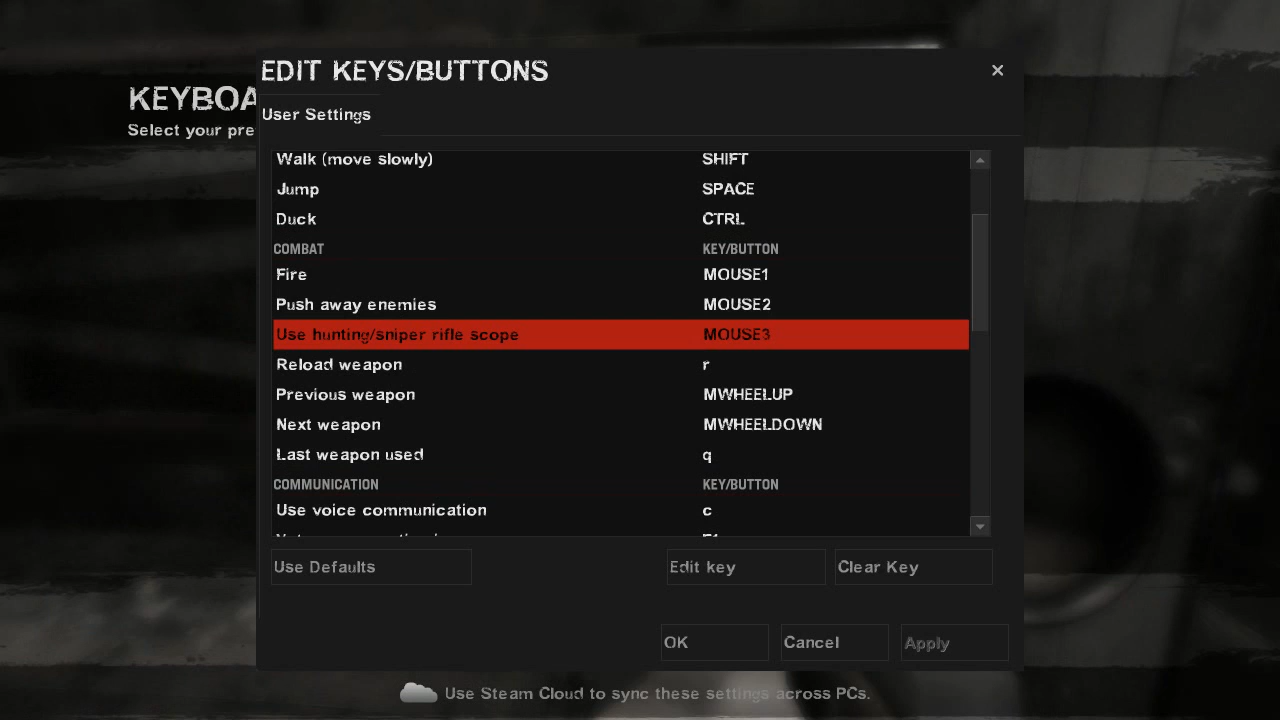 EDIT KEYS/BUTTONS
KEYBOA
Select your pre
User Settings
Walk (move slowly) SHIFT
Jump SPACE
Duck CTRL
COMBAT KEY/BUTTON
Fire MOUSE1
Push away enemies MOUSE2
Use hunting/sniper rifle scope MOUSE3
Reload weapon r
Previous weapon MWHEELUP
Next weapon MWHEELDOWN
Last weapon used q
COMMUNICATION KEY/BUTTON
Use voice communication c
Use Defaults Edit key Clear Key
OK Cancel Apply
Use Steam Cloud to sync these settings across PCs.